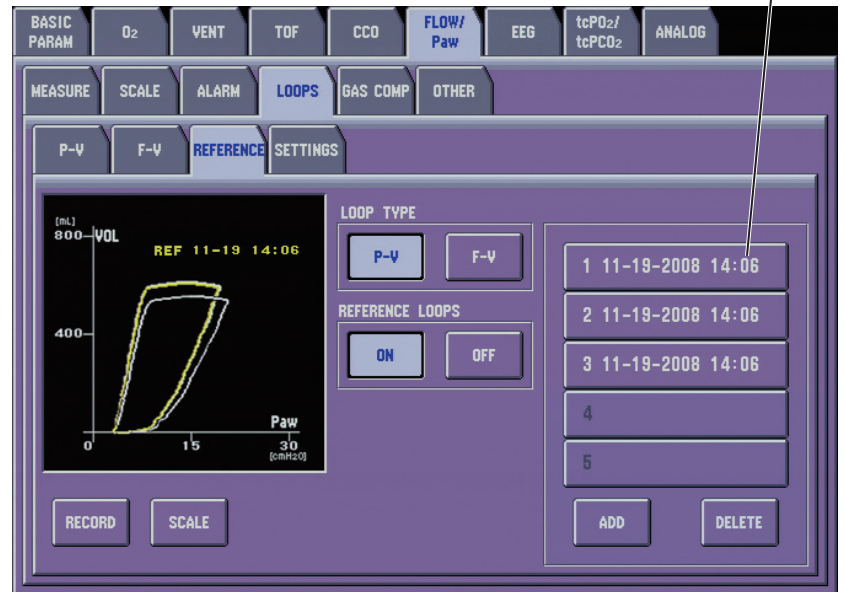 BASIC PARAM
O2
VENT
TOF
CCO
FLOW/ Paw
EEG
tcPO2/ tcPCO2
ANALOG
MEASURE
SCALE
ALARM
LOOPS
GAS COMP
OTHER
P-V
F-V
REFERENCE
SETTINGS
[mL]
800
VOL
REF 11-19 14:06
400
Paw
0
15
30
[cmH2O]
LOOP TYPE
P-V
F-V
REFERENCE LOOPS
ON
OFF
1 11-19-2008 14:06
2 11-19-2008 14:06
3 11-19-2008 14:06
4
5
RECORD
SCALE
ADD
DELETE